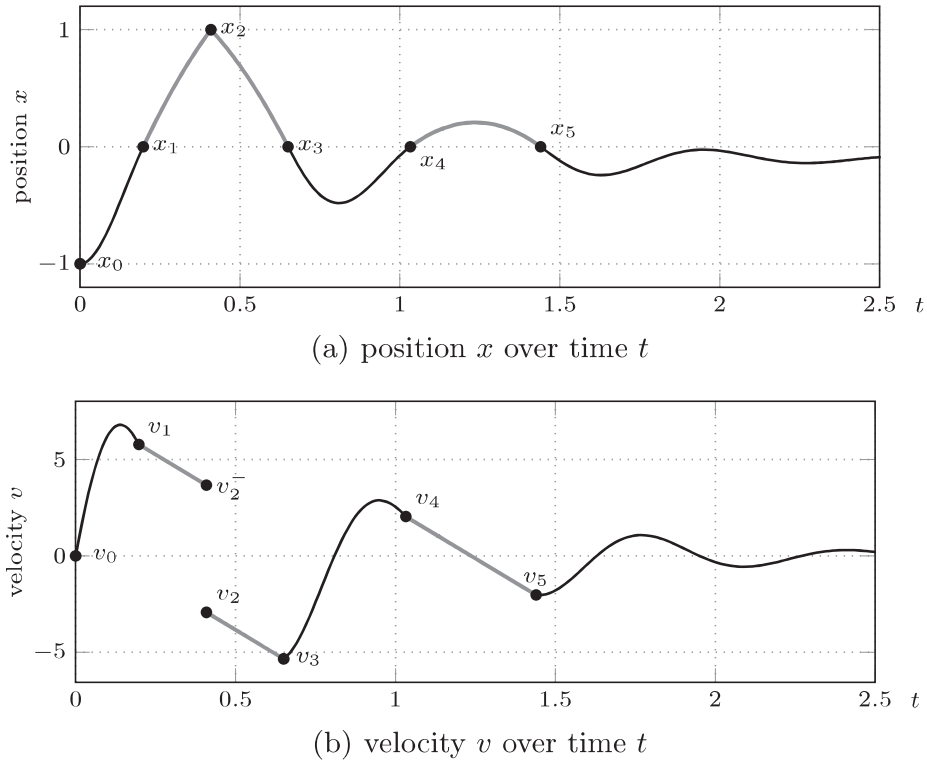 1
0
−1
position x
x₀
x₁
x₂
x₃
x₄
x₅
0 0.5 1 1.5 2 2.5 t
(a) position x over time t
5
0
−5
velocity v
v₀
v₁
v₂⁻
v₂
v₃
v₄
v₅
0 0.5 1 1.5 2 2.5 t
(b) velocity v over time t